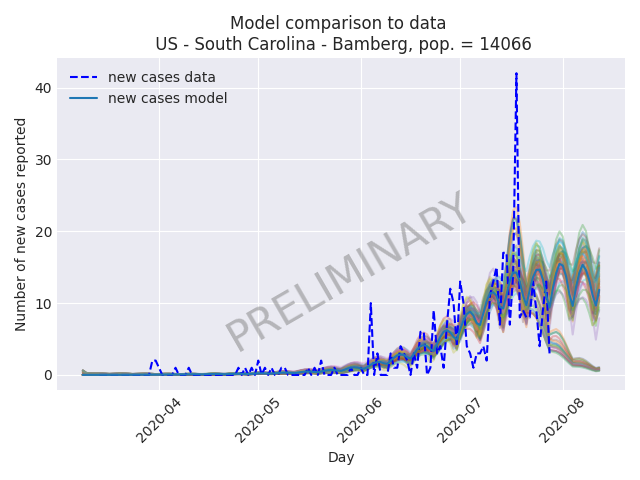 Model comparison to data
US - South Carolina - Bamberg, pop. = 14066
new cases data
new cases model
Number of new cases reported
40
30
20
10
0
PRELIMINARY
2020-04
2020-05
2020-06
2020-07
2020-08
Day